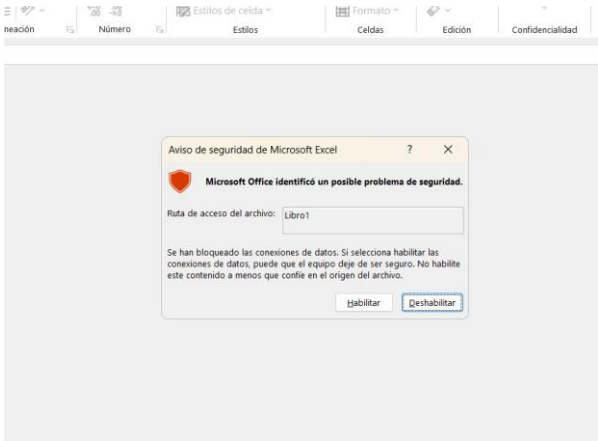 Estilos de celda
Formato
neación
Número
Estilos
Celdas
Edición
Confidencialidad
Aviso de seguridad de Microsoft Excel
?
Microsoft Office identificó un posible problema de seguridad.
Ruta de acceso del archivo:
Libro1
Se han bloqueado las conexiones de datos. Si selecciona habilitar las
conexiones de datos, puede que el equipo deje de ser seguro. No habilite
este contenido a menos que confíe en el origen del archivo.
Habilitar
Deshabilitar